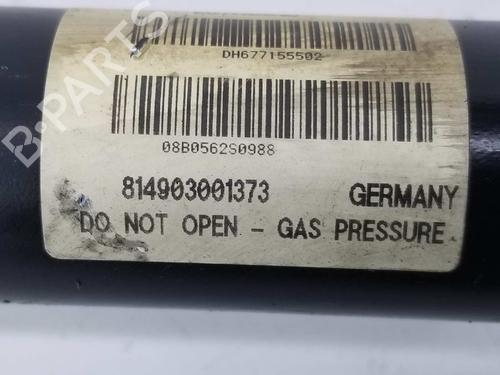 B-PARTS
DH677155502
08B0562S0988
814903001373 GERMANY
DO NOT OPEN - GAS PRESSURE